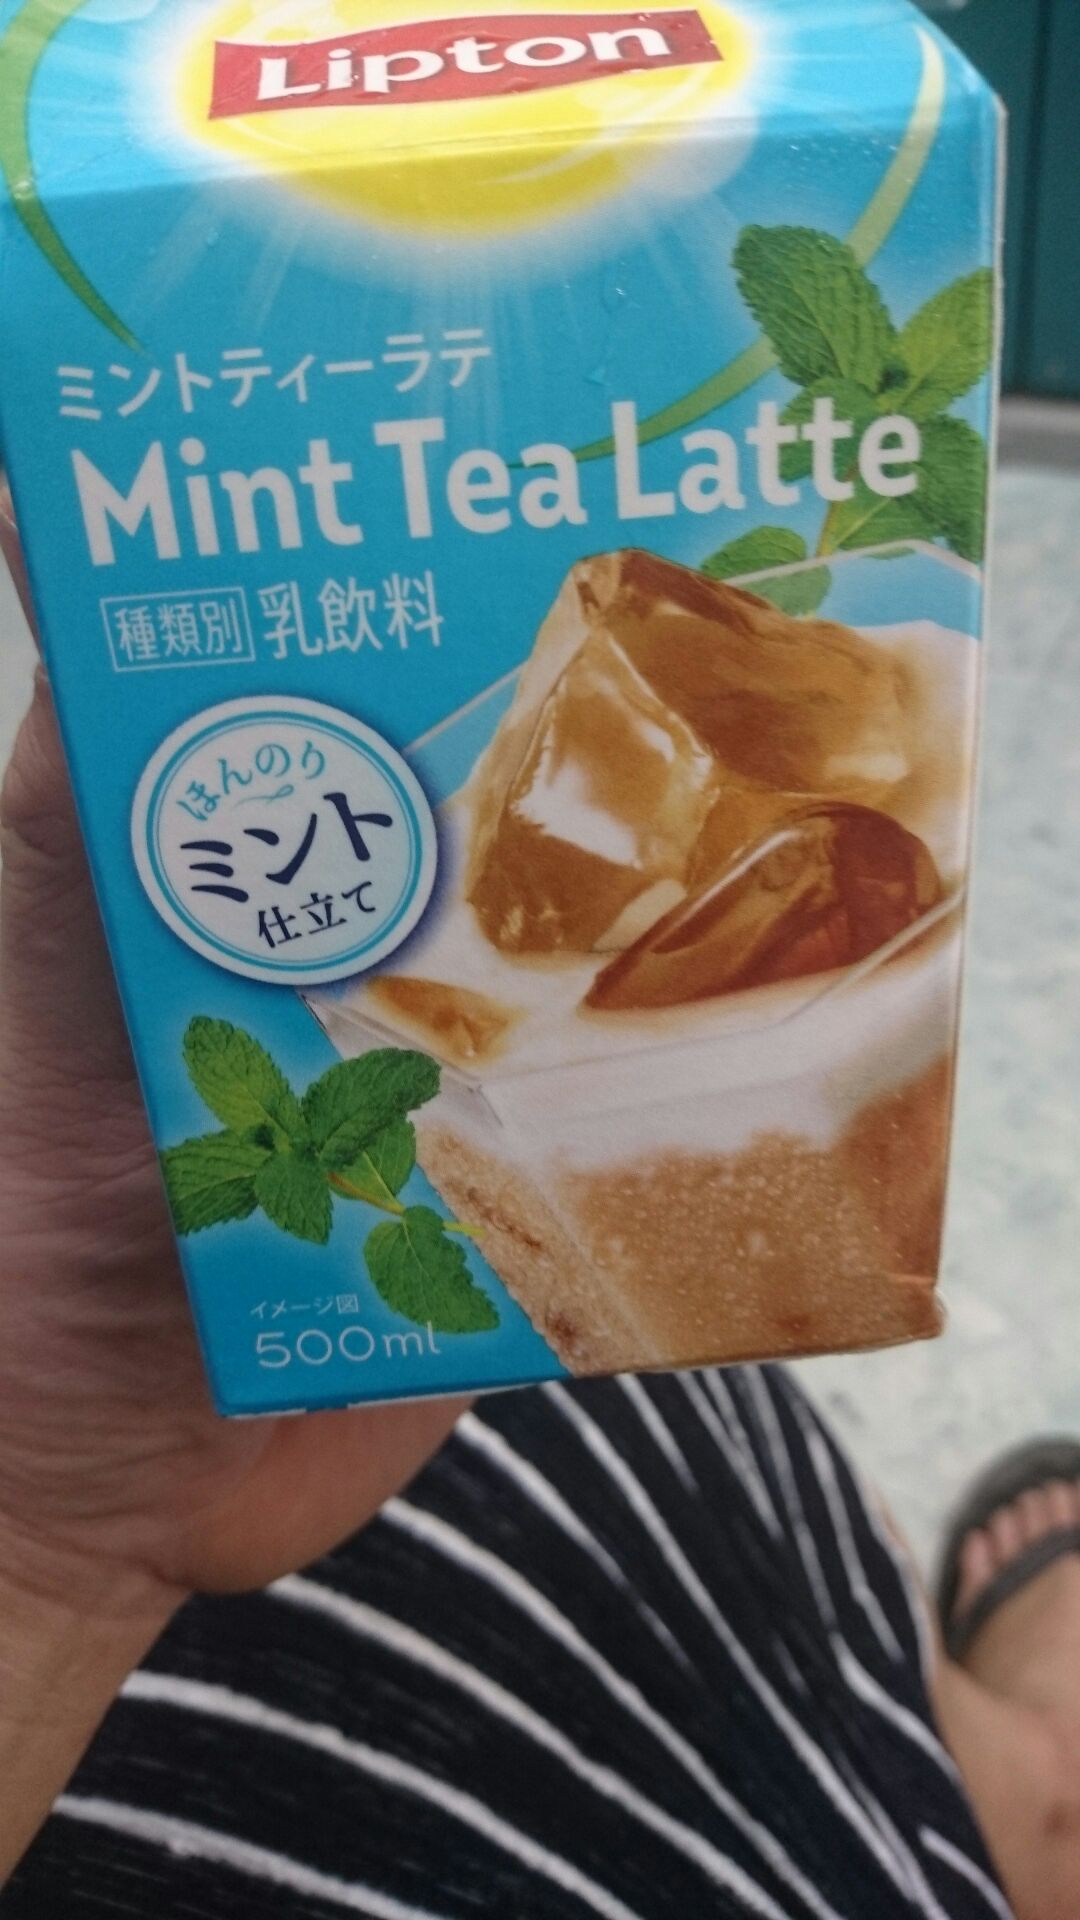 Lipton
ミントティーラテ
Mint Tea Latte
種類別 乳飲料
ほんのり
ミント
仕立て
イメージ図
500ml